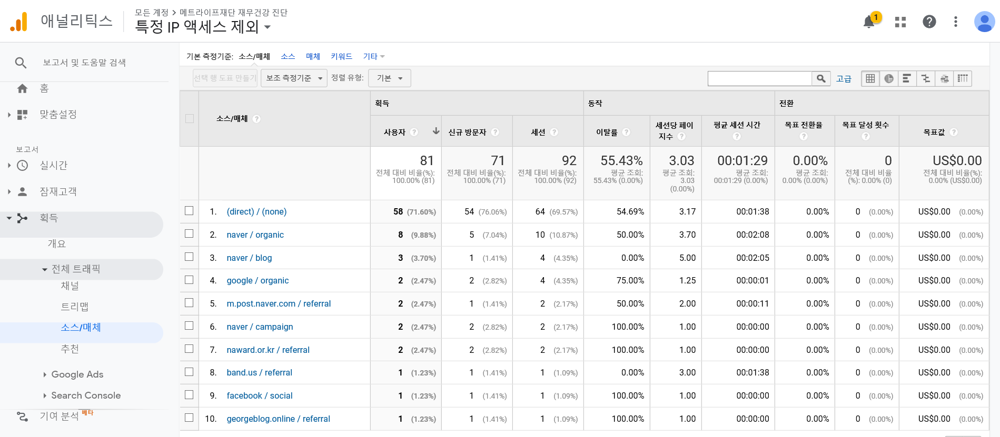 애널리틱스
모든 계정 > 메트라이프재단 재무건강 진단
특정 IP 액세스 제외
1
보고서 및 도움말 검색
홈
맞춤설정
보고서
실시간
잠재고객
획득
개요
전체 트래픽
채널
트리맵
소스/매체
추천
Google Ads
Search Console
기여 분석 베타
기본 측정기준: 소스/매체 소스 매체 키워드 기타
선택 행 도표 만들기 보조 측정기준 정렬 유형: 기본 고급
소스/매체 획득 동작 전환
사용자 신규 방문자 세션 이탈률 세션당 페이지수 평균 세션 시간 목표 전환율 목표 달성 횟수 목표값
81 71 92 55.43% 3.03 00:01:29 0.00% 0 US$0.00
전체 대비 비율(%): 전체 대비 비율(%): 전체 대비 비율(%): 평균 조회: 평균 조회: 평균 조회: 평균 조회: 전체 대비 비율 전체 대비 비율(%):
100.00% (81) 100.00% (71) 100.00% (92) 55.43% (0.00%) 3.03 00:01:29 (0.00%) 0.00% (0.00%) (%): 0.00% (0) 0.00% (US$0.00)
(0.00%)
1. (direct) / (none) 58 (71.60%) 54 (76.06%) 64 (69.57%) 54.69% 3.17 00:01:38 0.00% 0 (0.00%) US$0.00 (0.00%)
2. naver / organic 8 (9.88%) 5 (7.04%) 10 (10.87%) 50.00% 3.70 00:02:08 0.00% 0 (0.00%) US$0.00 (0.00%)
3. naver / blog 3 (3.70%) 1 (1.41%) 4 (4.35%) 0.00% 5.00 00:02:05 0.00% 0 (0.00%) US$0.00 (0.00%)
4. google / organic 2 (2.47%) 2 (2.82%) 4 (4.35%) 75.00% 1.25 00:00:01 0.00% 0 (0.00%) US$0.00 (0.00%)
5. m.post.naver.com / referral 2 (2.47%) 1 (1.41%) 2 (2.17%) 50.00% 2.00 00:00:11 0.00% 0 (0.00%) US$0.00 (0.00%)
6. naver / campaign 2 (2.47%) 2 (2.82%) 2 (2.17%) 100.00% 1.00 00:00:00 0.00% 0 (0.00%) US$0.00 (0.00%)
7. naward.or.kr / referral 2 (2.47%) 2 (2.82%) 2 (2.17%) 100.00% 1.00 00:00:00 0.00% 0 (0.00%) US$0.00 (0.00%)
8. band.us / referral 1 (1.23%) 1 (1.41%) 1 (1.09%) 0.00% 3.00 00:01:38 0.00% 0 (0.00%) US$0.00 (0.00%)
9. facebook / social 1 (1.23%) 1 (1.41%) 1 (1.09%) 100.00% 1.00 00:00:00 0.00% 0 (0.00%) US$0.00 (0.00%)
10. georgeblog.online / referral 1 (1.23%) 1 (1.41%) 1 (1.09%) 100.00% 1.00 00:00:00 0.00% 0 (0.00%) US$0.00 (0.00%)